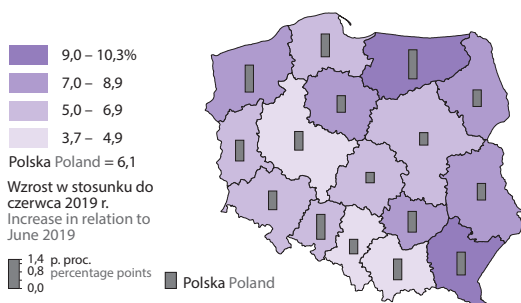 9,0 – 10,3%
7,0 – 8,9
5,0 – 6,9
3,7 – 4,9
Polska Poland = 6,1
Wzrost w stosunku do
czerwca 2019 r.
Increase in relation to
June 2019
1,4 p. proc.
0,8 percentage points
0,0
Polska Poland